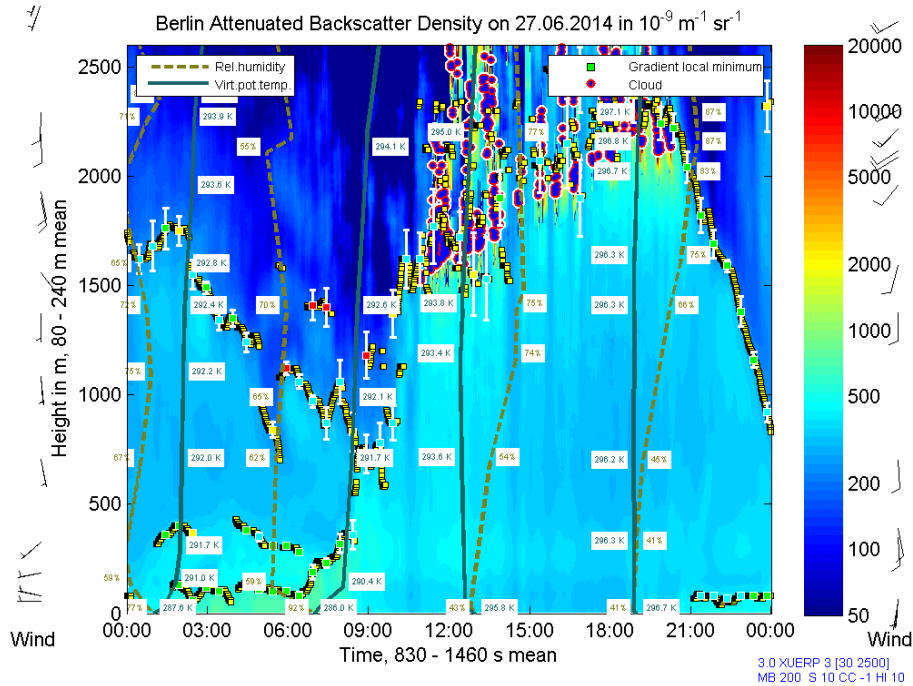 Berlin Attenuated Backscatter Density on 27.06.2014 in 10⁻⁹ m⁻¹ sr⁻¹
Rel.humidity
Virt.pot.temp.
Gradient local minimum
Cloud
Height in m, 80 - 240 m mean
2500
2000
1500
1000
500
0
20000
10000
5000
2000
1000
500
200
100
50
71%
293.9 K
55%
294.1 K
295.0 K
77%
297.1 K
87%
296.8 K
87%
293.6 K
296.7 K
83%
65%
292.8 K
296.3 K
75%
72%
292.4 K
70%
292.6 K
293.8 K
75%
296.3 K
66%
75%
292.2 K
293.4 K
74%
65%
292.1 K
67%
292.0 K
62%
291.7 K
293.6 K
54%
296.2 K
45%
291.7 K
296.3 K
41%
59%
291.0 K
59%
290.4 K
77%
287.6 K
92%
286.0 K
43%
295.8 K
41%
296.7 K
00:00 03:00 06:00 09:00 12:00 15:00 18:00 21:00 00:00
Wind
Time, 830 - 1460 s mean
Wind
3.0 XUERP 3 [30 2500]
MB 200 S 10 CC -1 HI 10